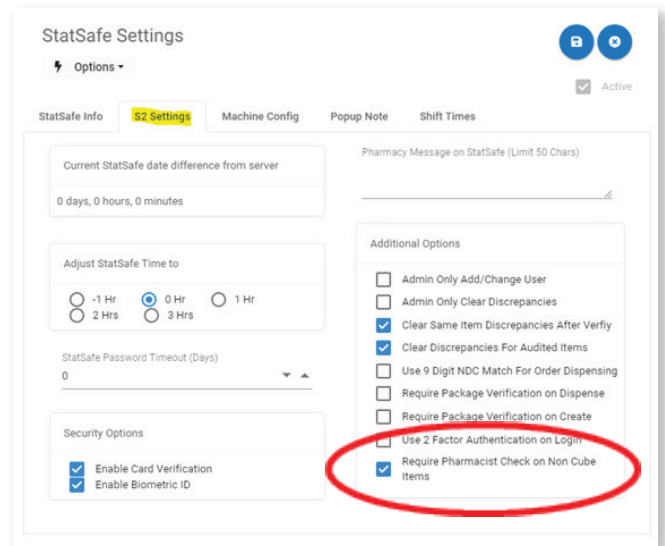 StatSafe Settings
Options
Active
StatSafe Info
S2 Settings
Machine Config
Popup Note
Shift Times
Current StatSafe date difference from server
0 days, 0 hours, 0 minutes
Adjust StatSafe Time to
-1 Hr
0 Hr
1 Hr
2 Hrs
3 Hrs
StatSafe Password Timeout (Days)
0
Security Options
Enable Card Verification
Enable Biometric ID
Pharmacy Message on StatSafe (Limit 50 Chars)
Additional Options
Admin Only Add/Change User
Admin Only Clear Discrepancies
Clear Same Item Discrepancies After Verfiy
Clear Discrepancies For Audited Items
Use 9 Digit NDC Match For Order Dispensing
Require Package Verification on Dispense
Require Package Verification on Create
Use 2 Factor Authentication on Login
Require Pharmacist Check on Non Cube
Items